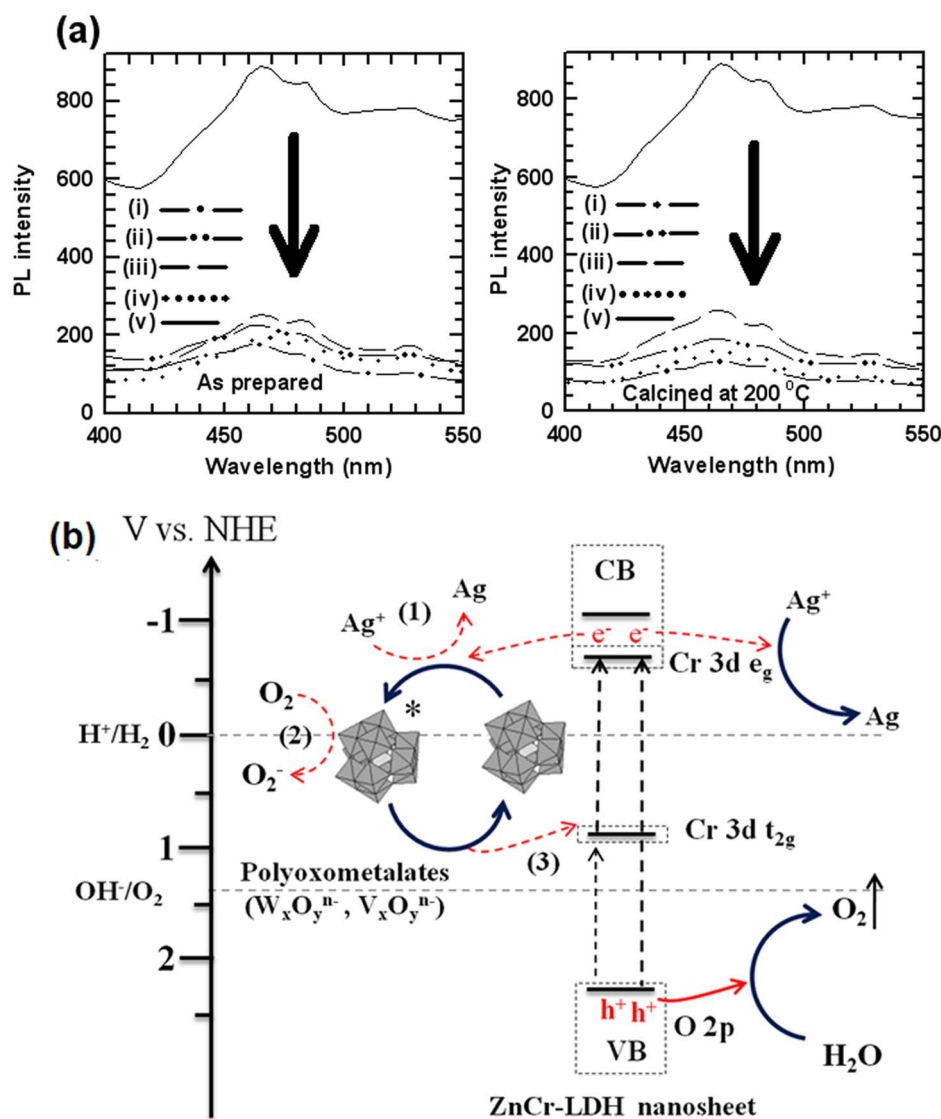 (a)
PL intensity
800
600
400
200
0
(i)
(ii)
(iii)
(iv)
(v)
As prepared
400 450 500 550
Wavelength (nm)
PL intensity
800
600
400
200
0
(i)
(ii)
(iii)
(iv)
(v)
Calcined at 200 ⁰C
400 450 500 550
Wavelength (nm)
(b) V vs. NHE
CB
-1
Ag⁺ (1) Ag
e⁻ e⁻
Ag⁺
Cr 3d e_g
O₂
(2)
*
Ag
H⁺/H₂ 0
O₂⁻
1
(3)
Cr 3d t₂g
Polyoxometalates
(WₓOᵧⁿ⁻ , VₓOᵧⁿ⁻)
OH⁻/O₂
O₂
2
h⁺ h⁺
O 2p
VB
H₂O
ZnCr-LDH nanosheet